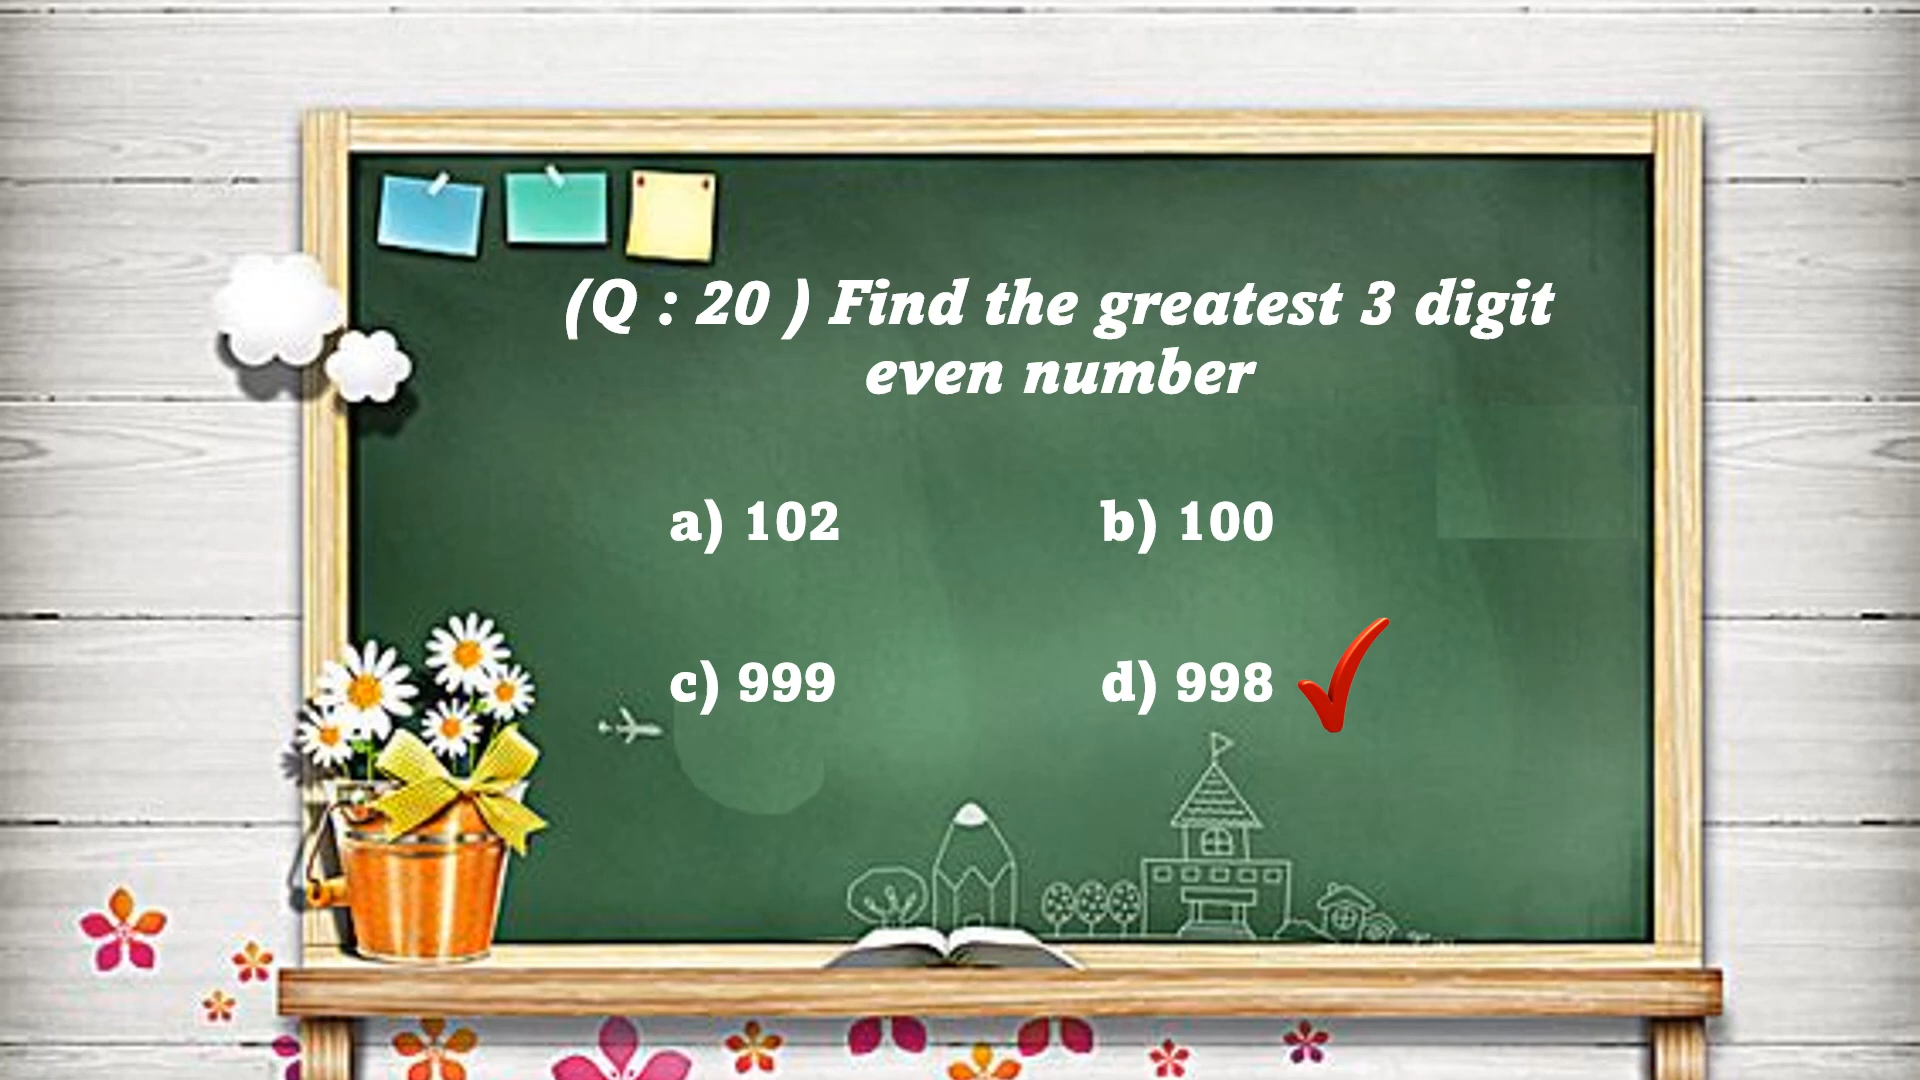 (Q : 20 ) Find the greatest 3 digit
even number
a) 102 b) 100
c) 999 d) 998